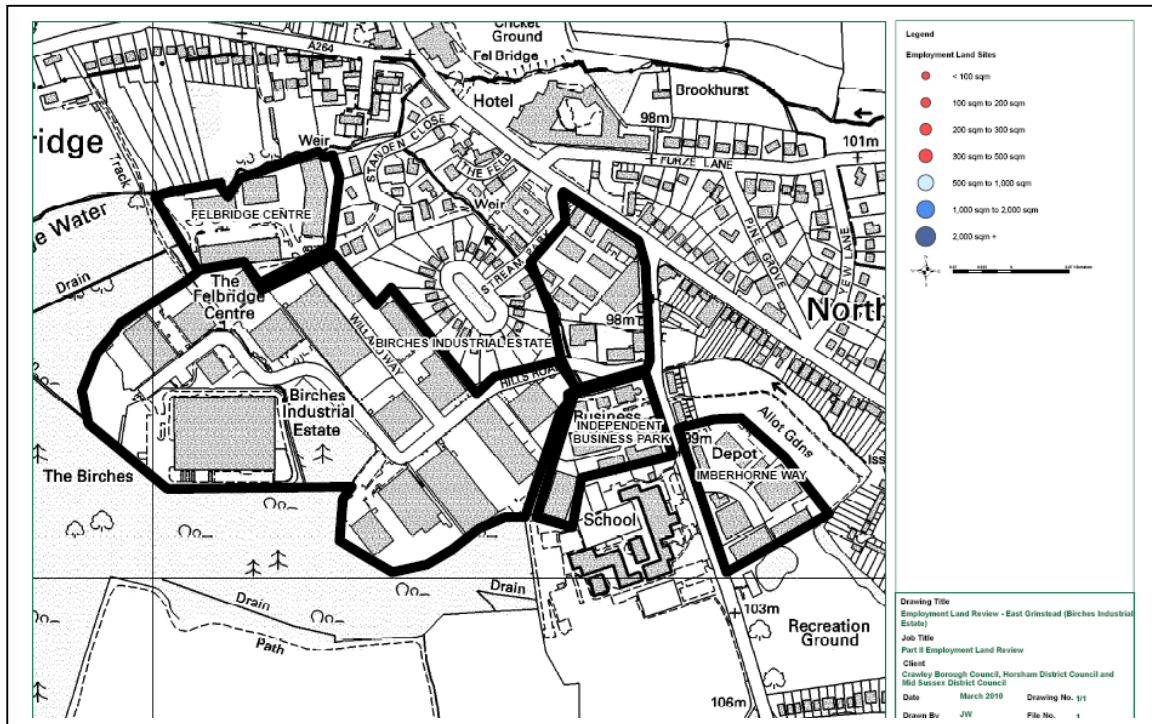 CRICKET
Ground
Fel Bridge
A264
Hotel
Brookhurst
98m
101m
ridge
Weir
STANDEN CLOSE
THE FELD
FURZE LANE
Track
Weir
FELBRIDGE CENTRE
STREAM PARK
PINE GROVE
YEW LANE
Water
Drain
The
Felbridge
Centre
North
98m
WILLARD WAY
BIRCHES INDUSTRIAL ESTATE
HILLS ROAD
Birches
Industrial
Estate
Business
INDEPENDENT
BUSINESS PARK
Allot Gdns
99m
Depot
IMBERHORNE WAY
The Birches
School
Drain
Drain
103m
Path
Recreation
Ground
106m
Legend
Employment Land Sites
< 100 sqm
100 sqm to 200 sqm
200 sqm to 300 sqm
300 sqm to 500 sqm
500 sqm to 1,000 sqm
1,000 sqm to 2,000 sqm
2,000 sqm +
Drawing Title
Employment Land Review - East Grinstead (Birches Industrial
Estate)
Job Title
Part II Employment Land Review
Client
Crawley Borough Council, Horsham District Council and
Mid Sussex District Council
Date March 2010 Drawing No. 1/1
Drawn By JW File No. 1